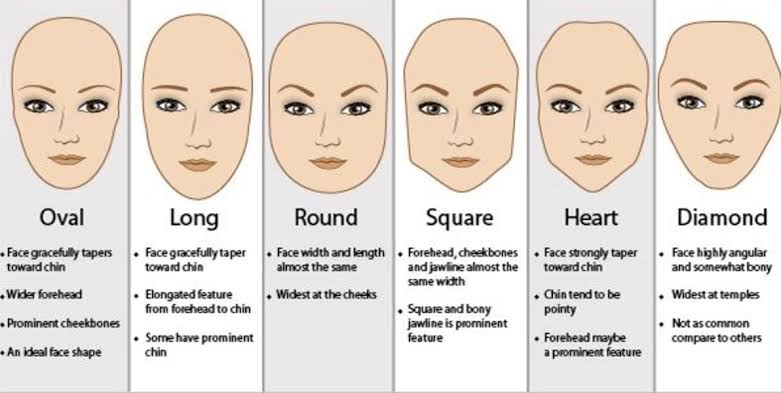 Oval
• Face gracefully tapers
toward chin
• Wider forehead
• Prominent cheekbones
• An ideal face shape
Long
• Face gracefully taper
toward chin
• Elongated feature
from forehead to chin
• Some have prominent
chin
Round
• Face width and length
almost the same
• Widest at the cheeks
Square
• Forehead, cheekbones
and jawline almost the
same width
• Square and bony
jawline is prominent
feature
Heart
• Face strongly taper
toward chin
• Chin tend to be
pointy
• Forehead maybe
a prominent feature
Diamond
• Face highly angular
and somewhat bony
• Widest at temples
• Not as common
compare to others